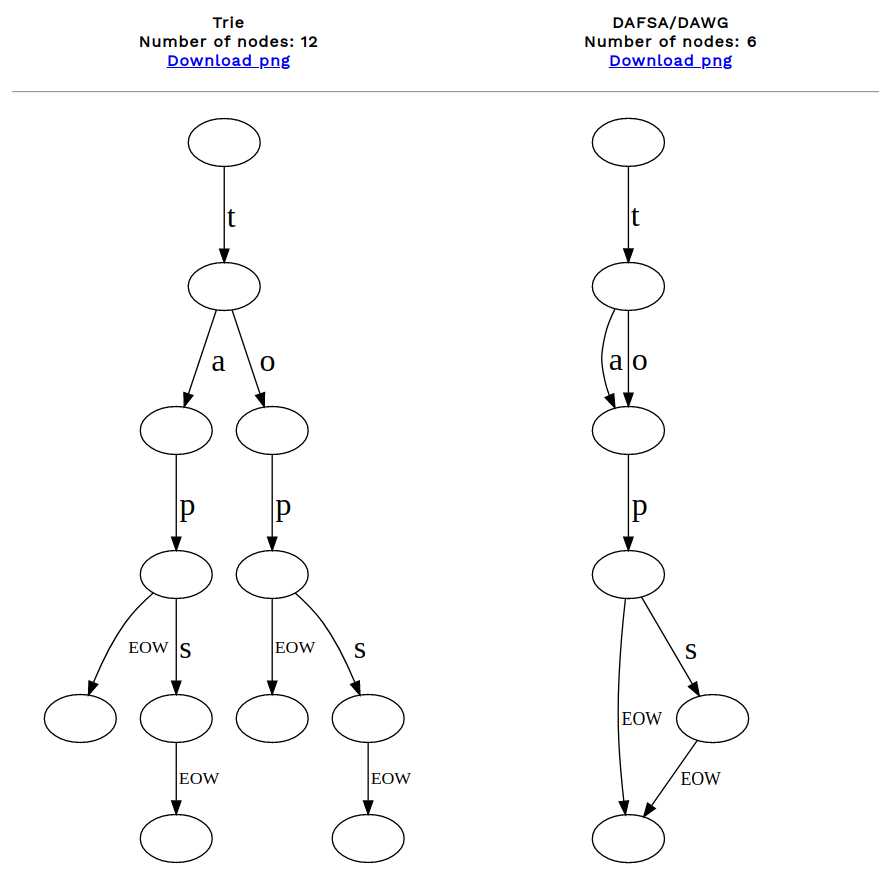 Trie
Number of nodes: 12
Download png
DAFSA/DAWG
Number of nodes: 6
Download png
t
a o
p p
EOW s EOW s
EOW EOW
t
a o
p
s
EOW
EOW